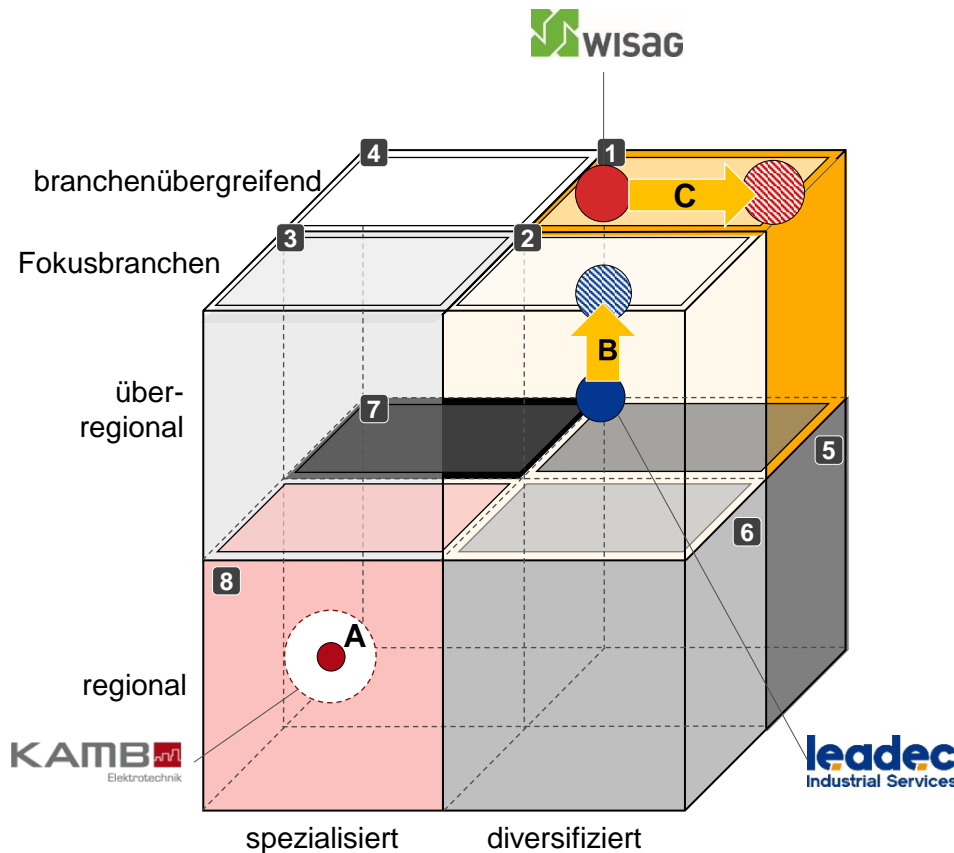 WISAG
4
1
branchenübergreifend
C
3
2
Fokusbranchen
B
über-
regional
7
5
6
8
A
regional
KAMB
Elektrotechnik
leadec
Industrial Services
spezialisiert
diversifiziert